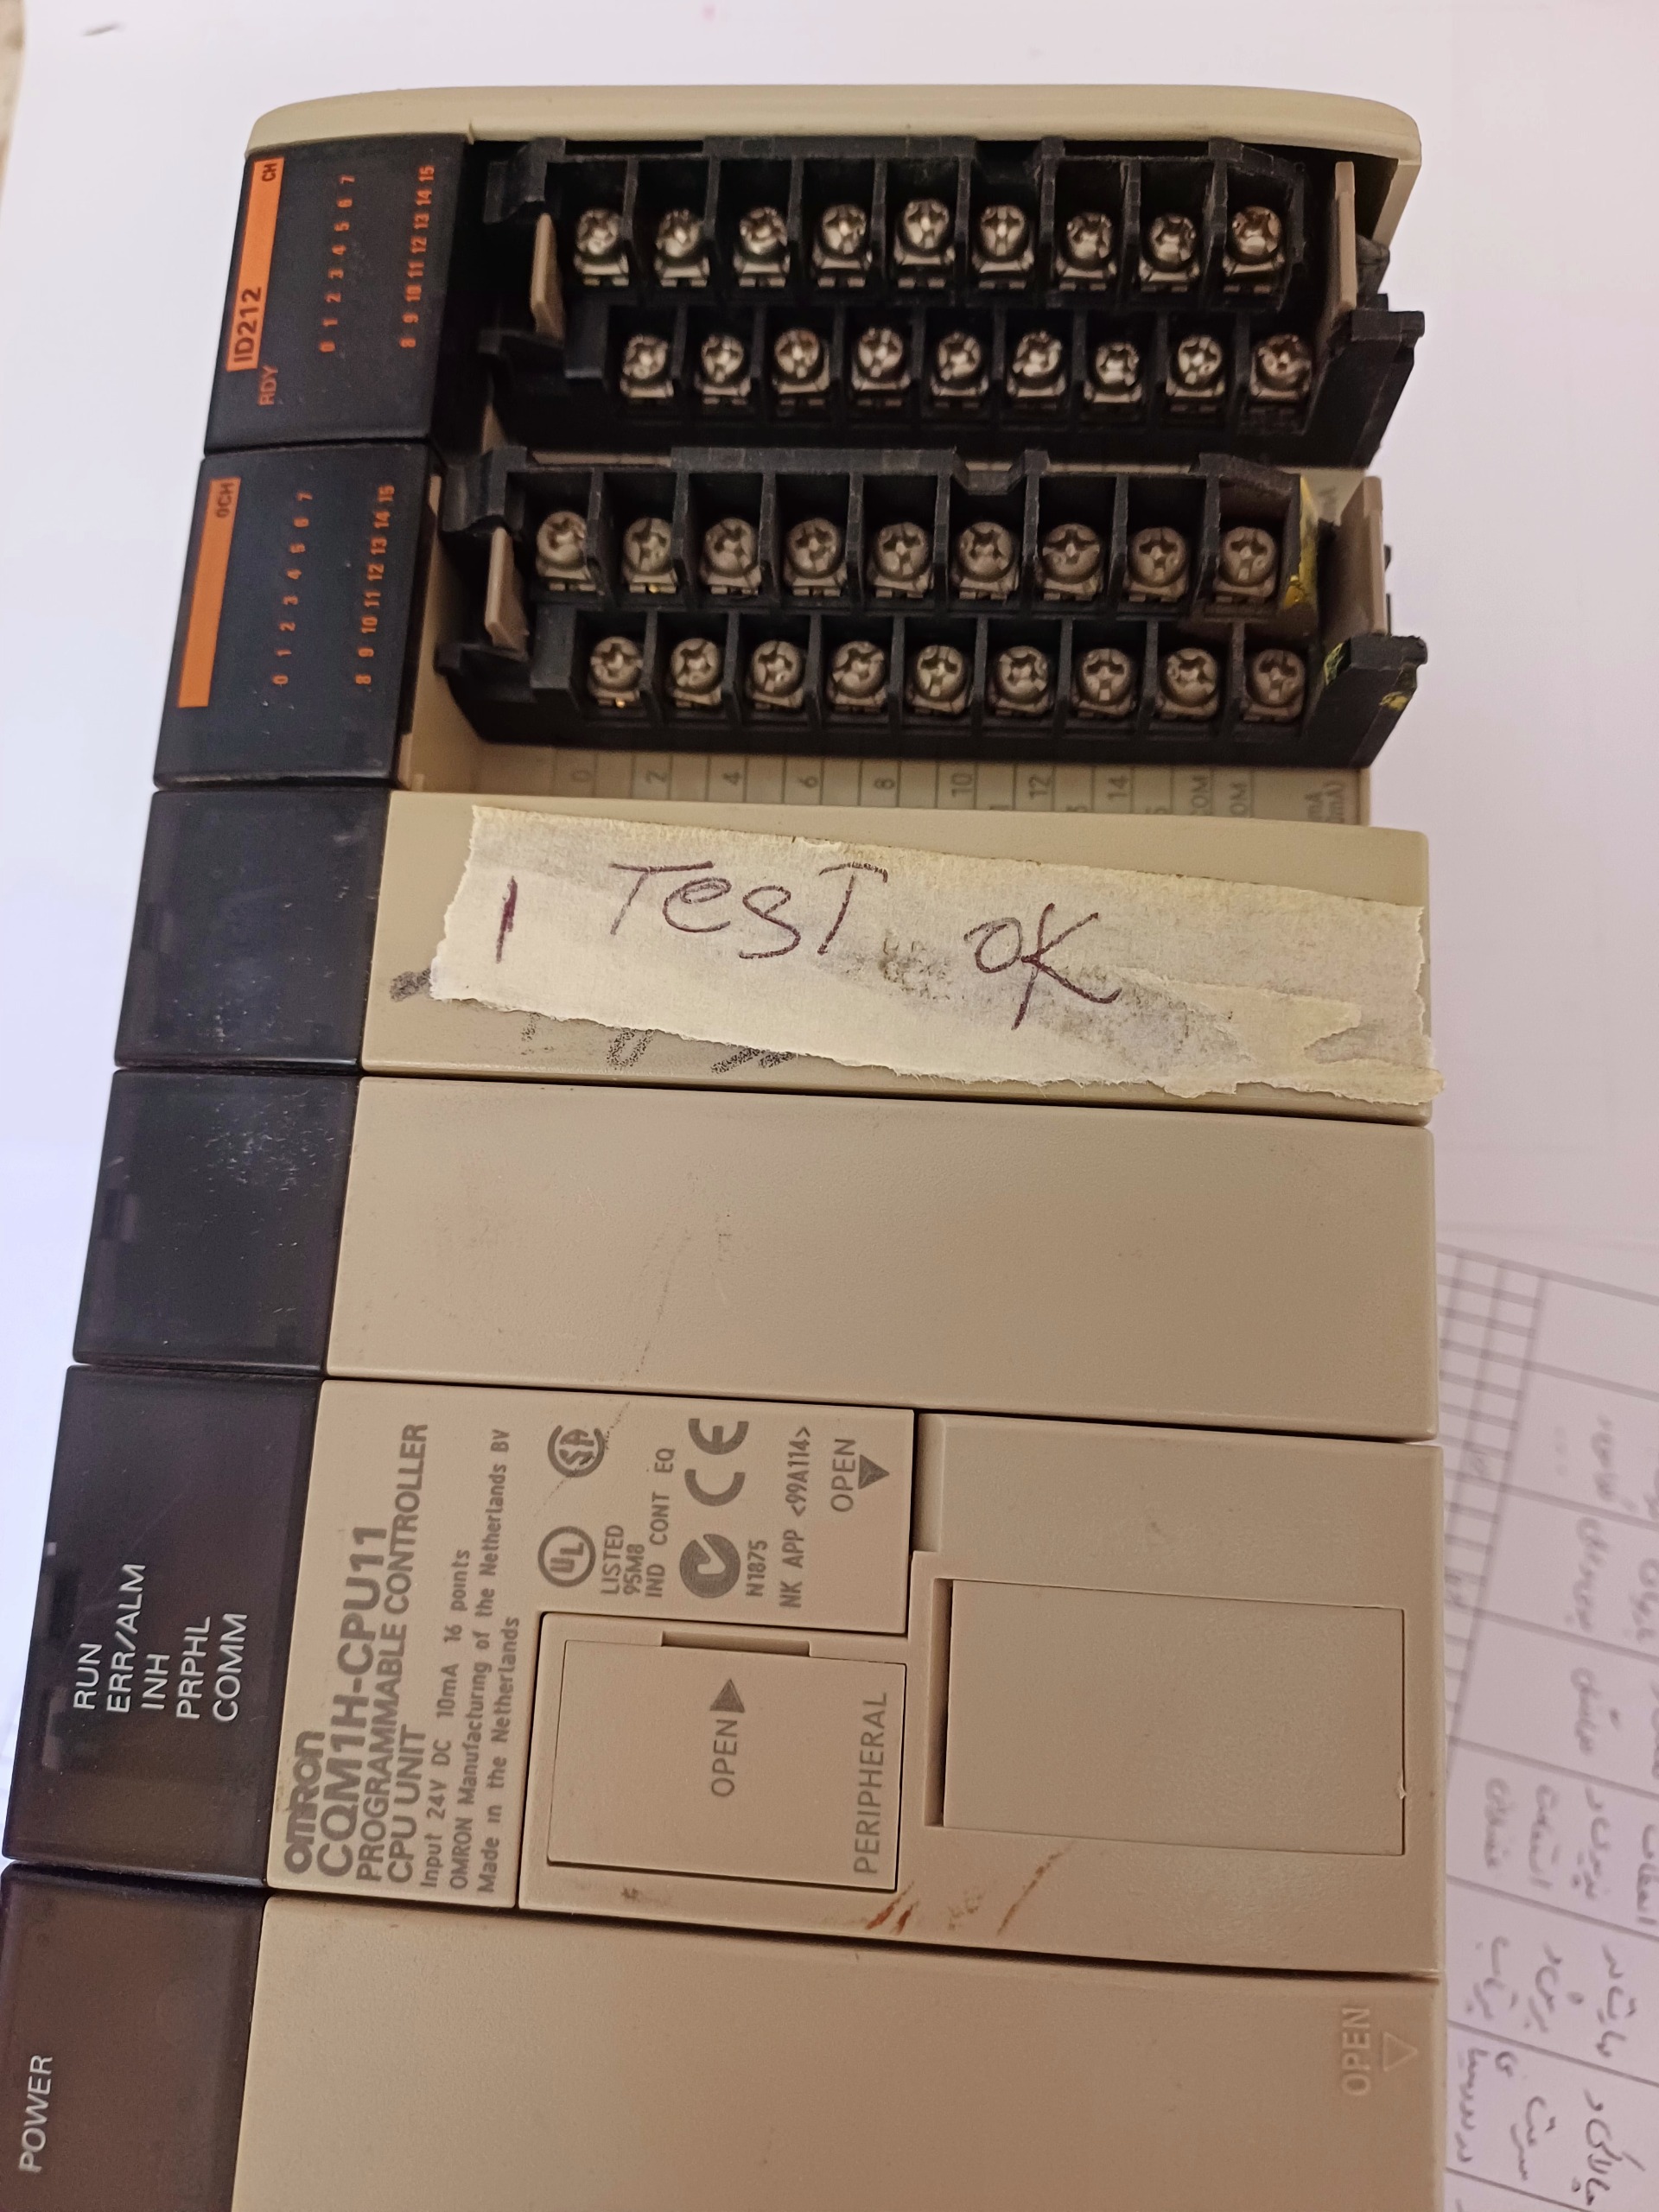 ID212
CH
RDY
0 1 2 3 4 5 6 7
8 9 10 11 12 13 14 15
0CH
0 1 2 3 4 5 6 7
8 9 10 11 12 13 14 15
0 2 4 6 8 10 12 14
1 TesT OK
RUN
ERR/ALM
INH
PRPHL
COMM
OMRON
CQM1H-CPU11
PROGRAMMABLE CONTROLLER
CPU UNIT
Input 24V DC 10mA 16 points
OMRON Manufacturing of the Netherlands BV
Made in the Netherlands
UL
LISTED
95M8
IND CONT EQ
SA
CE
N1875
NK APP <99A114>
OPEN
OPEN
PERIPHERAL
POWER
OPEN